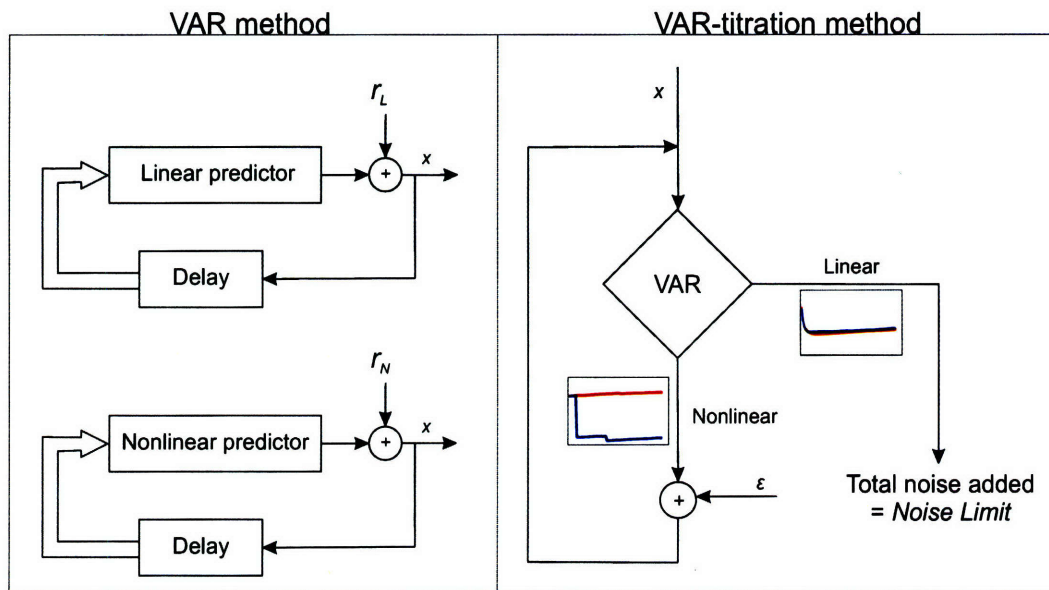 VAR method
r_L
x
Linear predictor
+
Delay
r_N
x
Nonlinear predictor
+
Delay
VAR-titration method
x
VAR
Linear
Nonlinear
ε
+
Total noise added
= Noise Limit